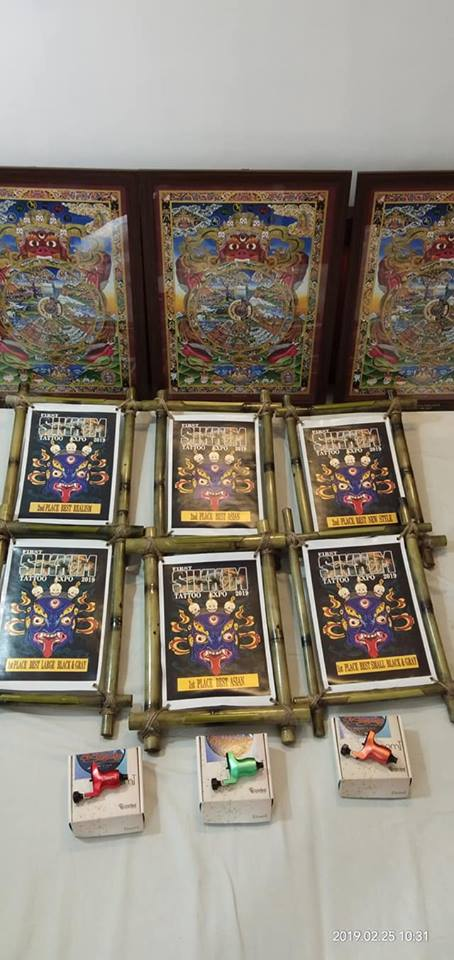 FIRST
SIKKIM
TATTOO EXPO 2019
2nd PLACE BEST REALISM
FIRST
SIKKIM
TATTOO EXPO 2019
2nd PLACE BEST ASIAN
FIRST
SIKKIM
TATTOO EXPO 2019
2nd PLACE BEST NEW STYLE
FIRST
SIKKIM
TATTOO EXPO 2019
1st PLACE BEST LARGE BLACK & GRAY
FIRST
SIKKIM
TATTOO EXPO 2019
1st PLACE BEST ASIAN
FIRST
SIKKIM
TATTOO EXPO 2019
1st PLACE BEST SMALL BLACK & GRAY
2019.02.25 10:31